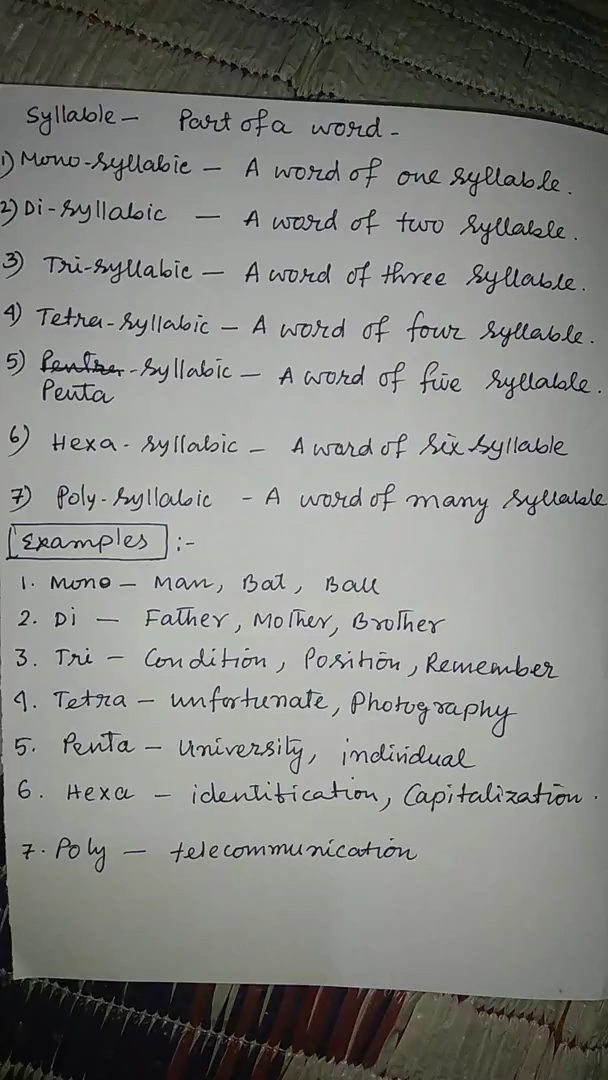 Syllable - Part of a word -
1) Mono-syllabic - A word of one syllable.
2) Di-syllabic - A word of two syllable.
3) Tri-syllabic - A word of three syllable.
4) Tetra-syllabic - A word of four syllable.
5) -syllabic - A word of five syllable.
Penta
6) Hexa-syllabic - A word of six syllable
7) Poly-syllabic - A word of many syllable
Examples :-
1. Mono - Man, Bat, Ball
2. Di - Father, Mother, Brother
3. Tri - Condition, Position, Remember
4. Tetra - unfortunate, Photography
5. Penta - University, individual
6. Hexa - identification, Capitalization.
7. Poly - telecommunication